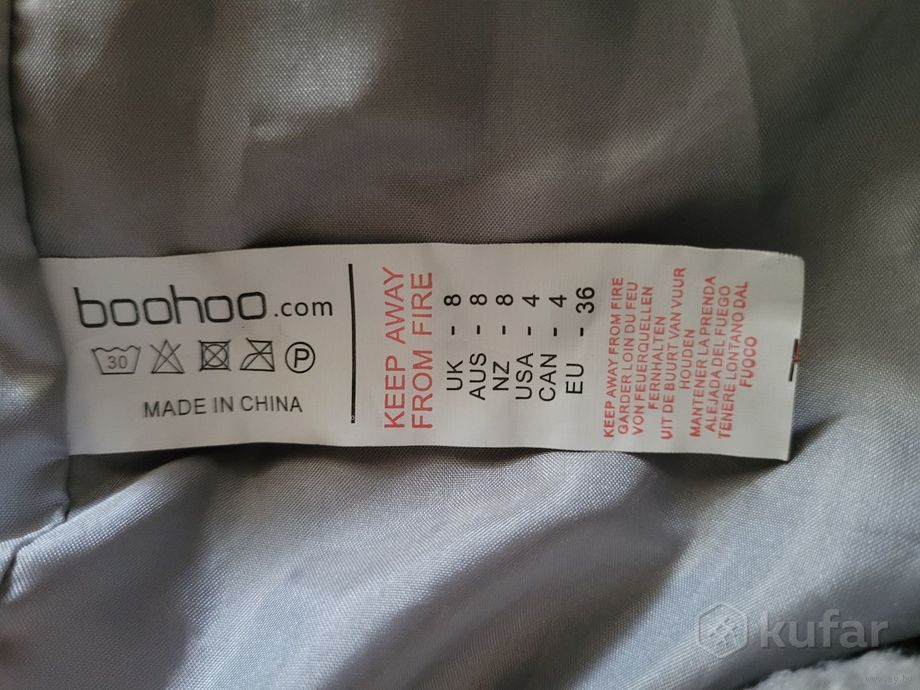 boohoo.com
30
P
MADE IN CHINA
KEEP AWAY
FROM FIRE
UK - 8
AUS - 8
NZ - 8
USA - 4
CAN - 4
EU - 36
KEEP AWAY FROM FIRE
GARDER LOIN DU FEU
VON FEUERQUELLEN
FERNHALTEN
UIT DE BUURT VAN VUUR
HOUDEN
MANTENER LA PRENDA
ALEJADA DEL FUEGO
TENERE LONTANO DAL
FUOCO
kufar